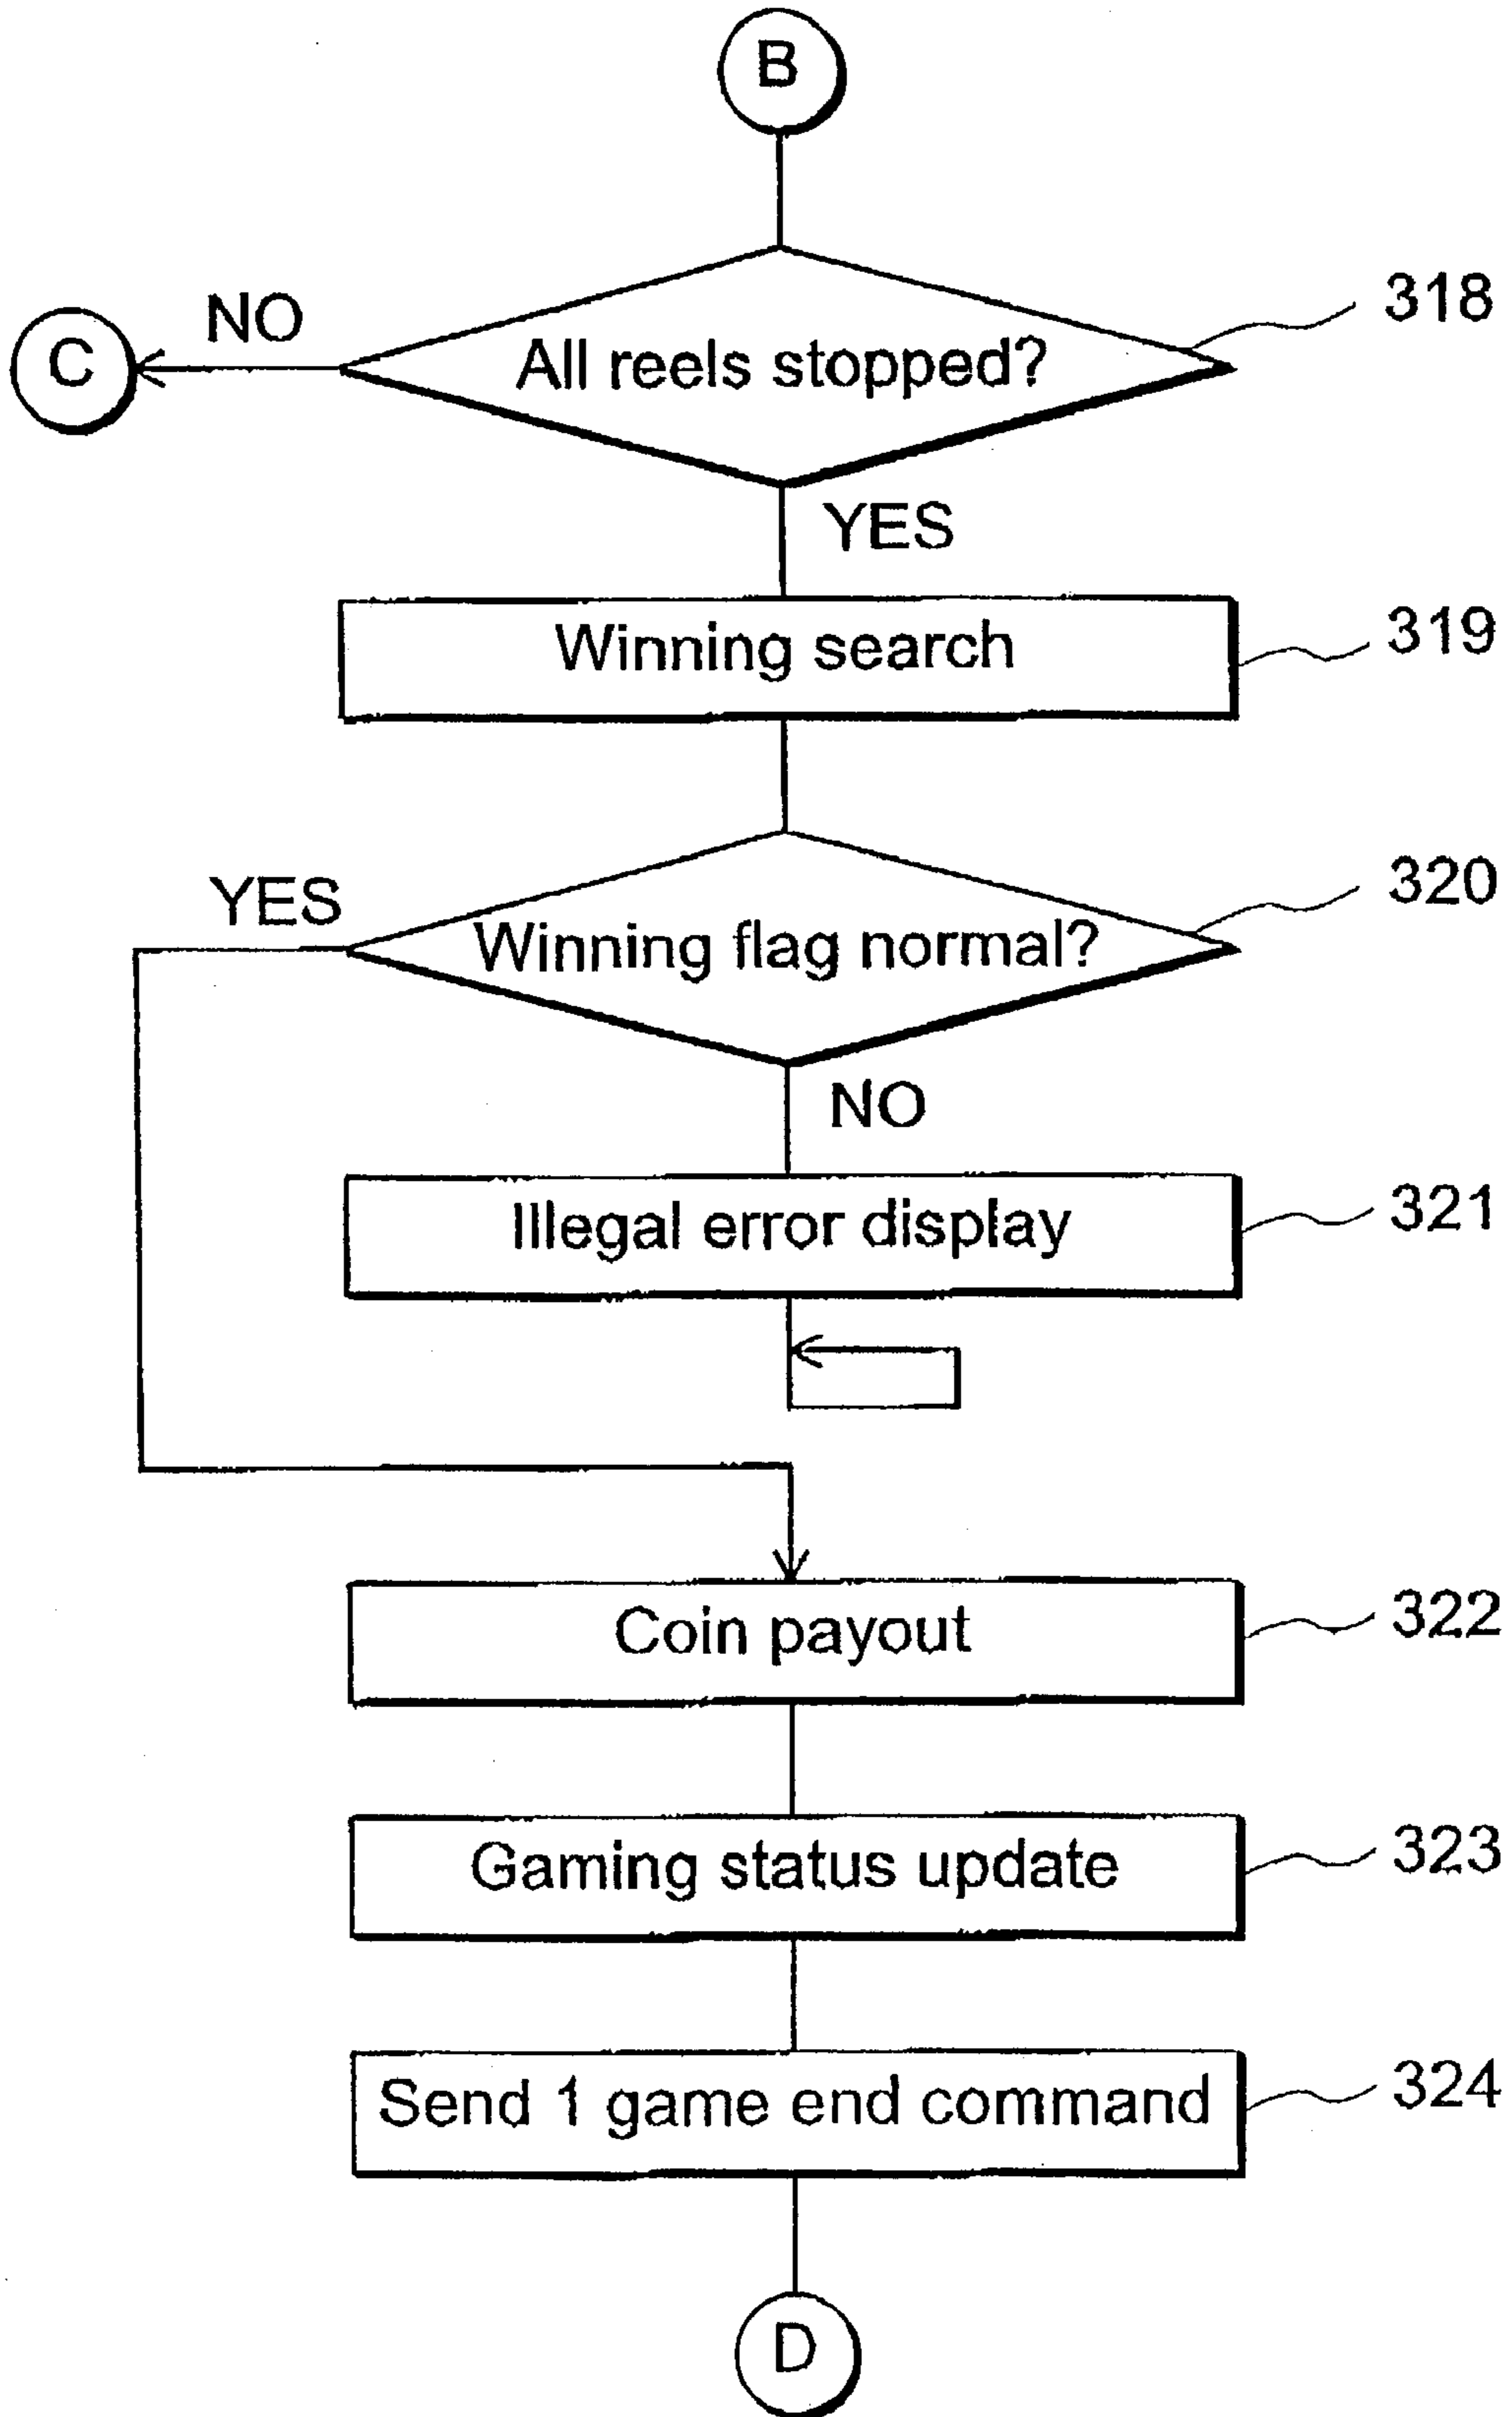 B
318
NO
C
All reels stopped?
YES
Winning search
319
YES
320
Winning flag normal?
NO
Illegal error display
321
Coin payout
322
Gaming status update
323
Send 1 game end command
324
D